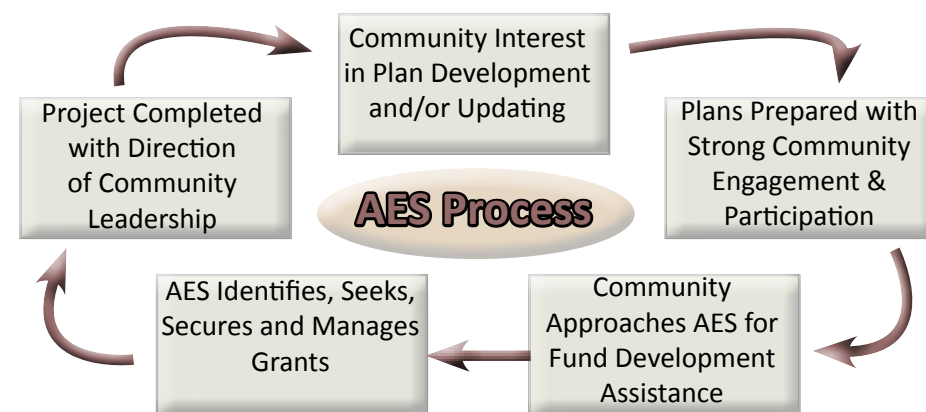 Community Interest
in Plan Development
and/or Updating
Plans Prepared with
Strong Community
Engagement &
Participation
Community
Approaches AES for
Fund Development
Assistance
AES Identifies, Seeks,
Secures and Manages
Grants
Project Completed
with Direction
of Community
Leadership
AES Process